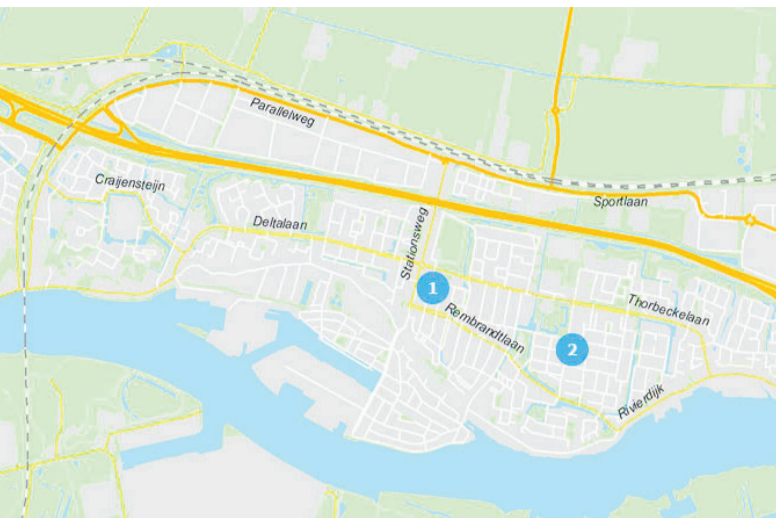 Parallelweg
Craijensteijn
Sportlaan
Deltalaan
Stationsweg
1
Thorbeckelaan
Rembrandtlaan
2
Rivierdijk